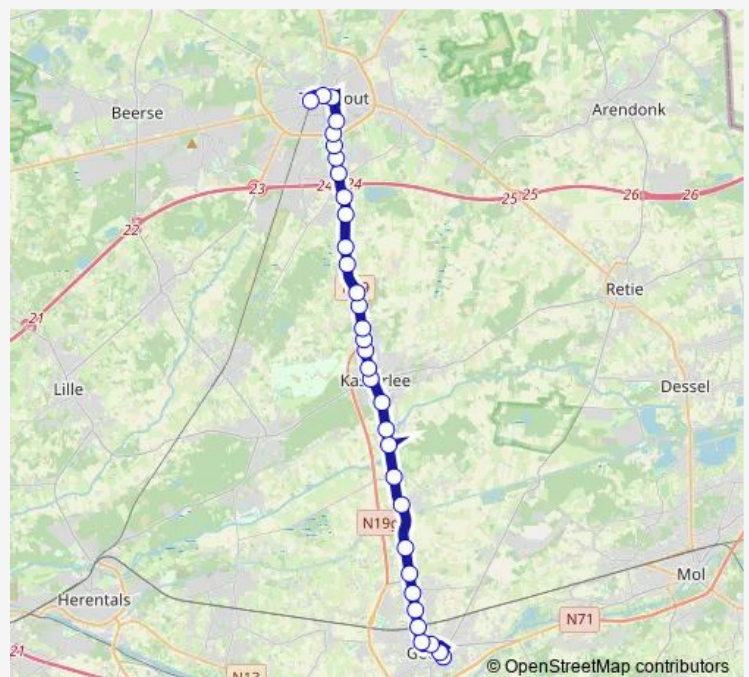 out
Beerse
Arendonk
23
24
24
25
25
26
26
22
Retie
21
Lille
Dessel
N19g
Mol
Herentals
N71
21
N13
© OpenStreetMap contributors